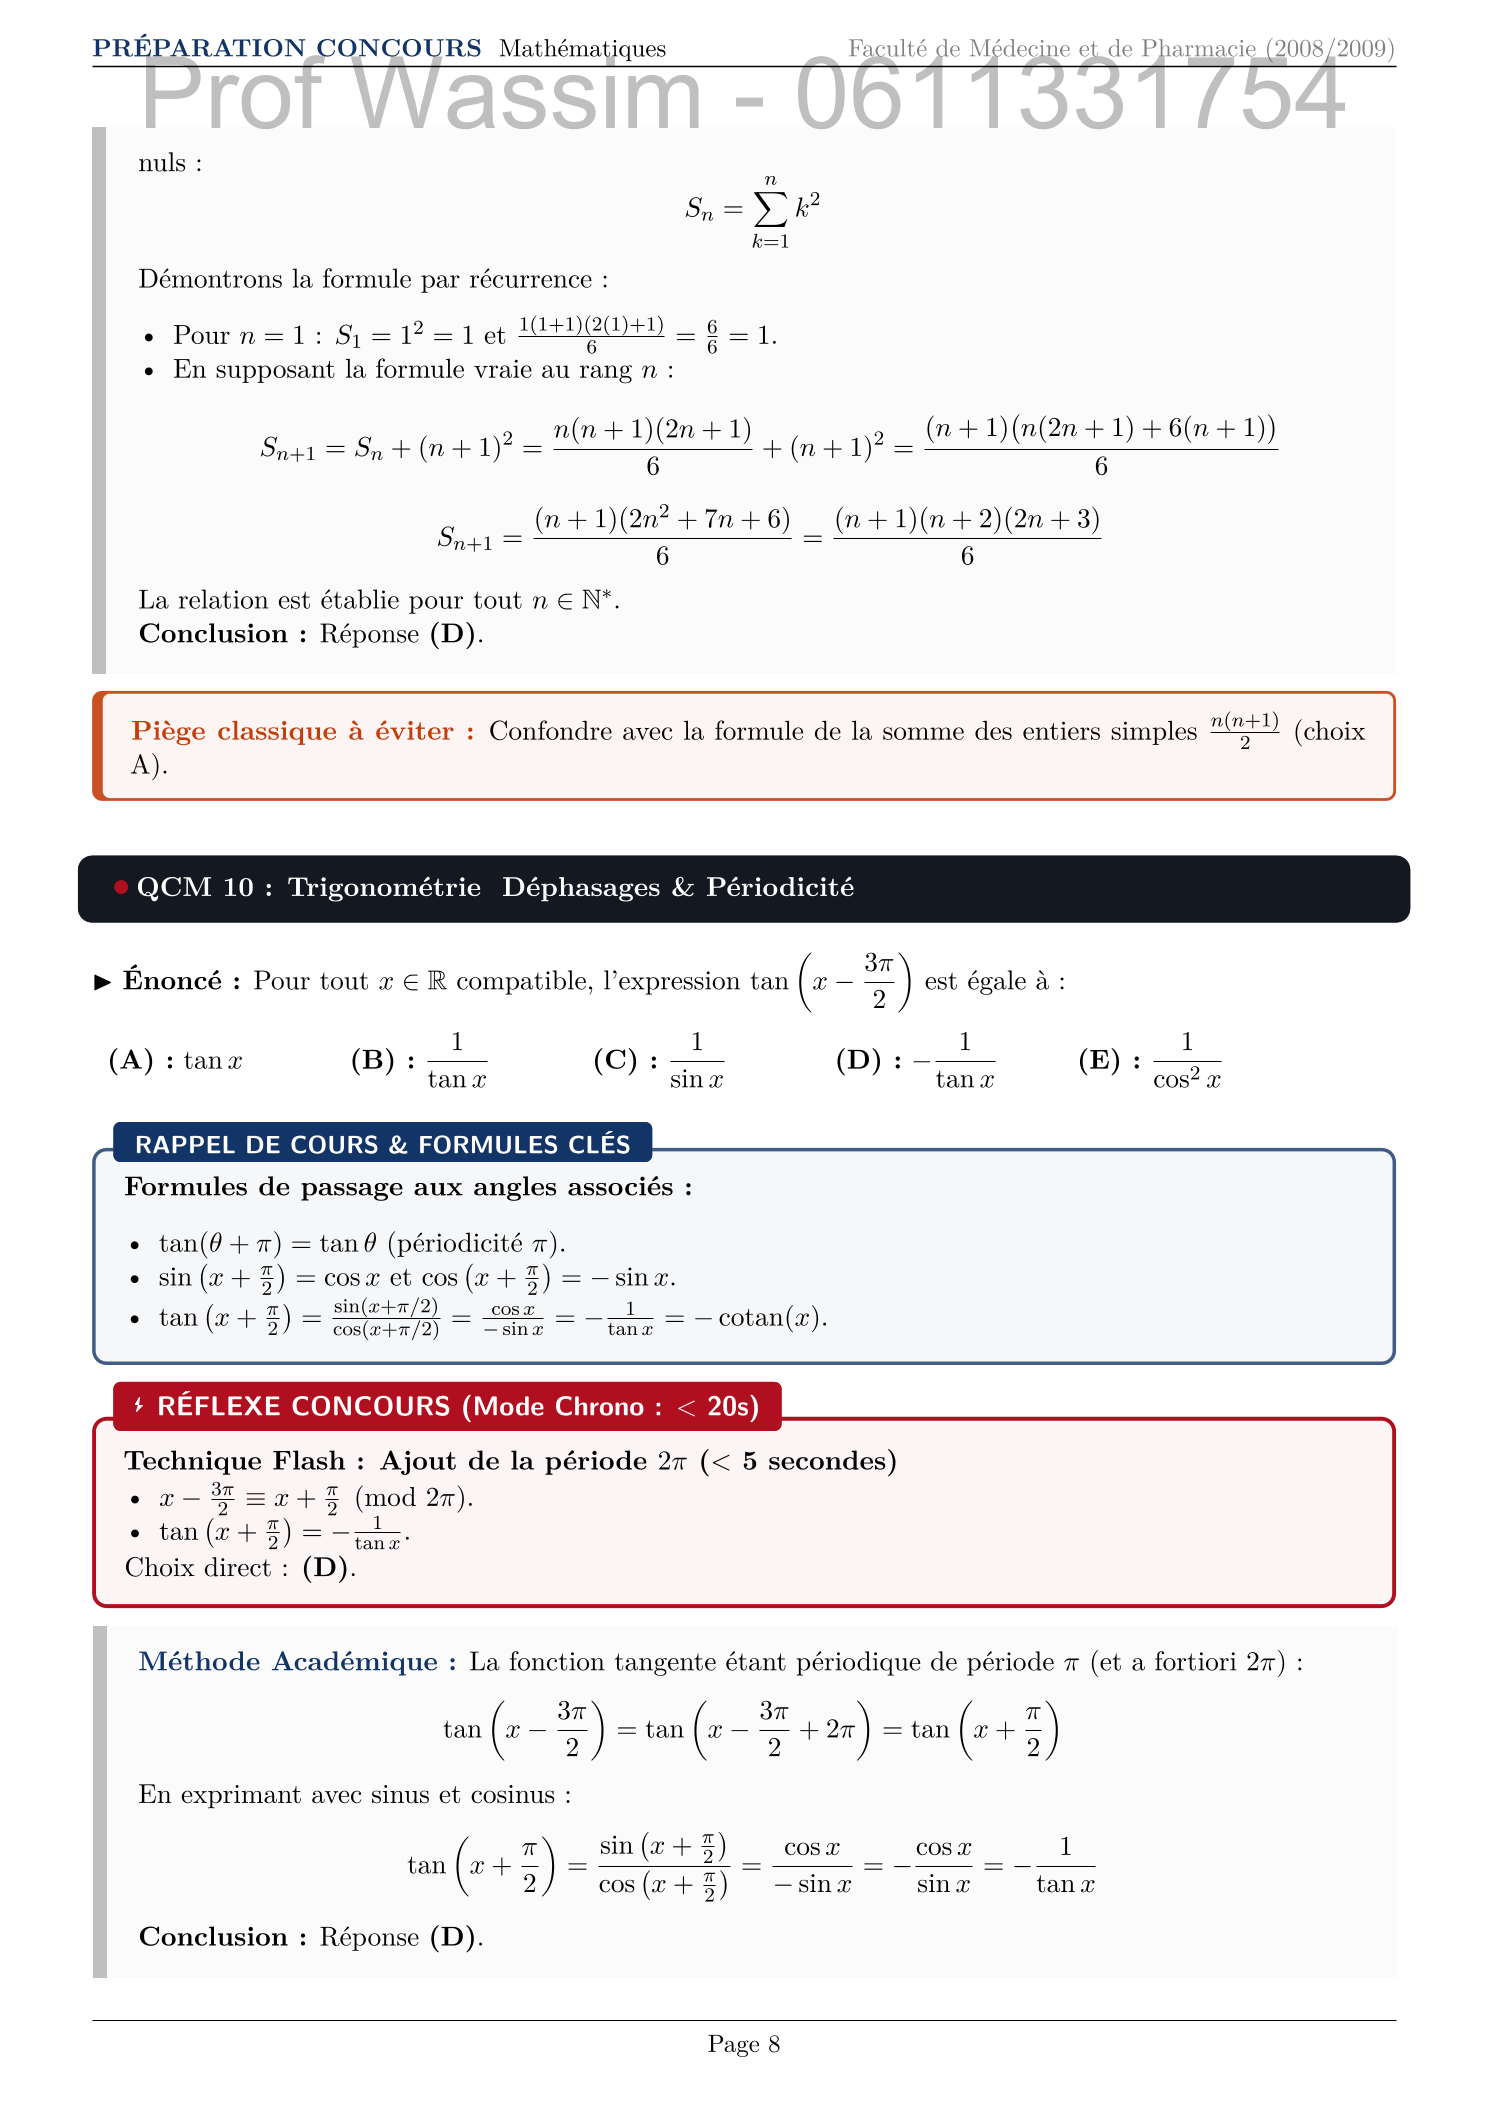 PRÉPARATION CONCOURS Mathématiques Faculté de Médecine et de Pharmacie (2008/2009)
Prof Wassim - 0611331754
nuls :
$$S_n = \sum_{k=1}^{n} k^2$$
Démontrons la formule par récurrence :
• Pour $n = 1$ : $S_1 = 1^2 = 1$ et $\frac{1(1+1)(2(1)+1)}{6} = \frac{6}{6} = 1$.
• En supposant la formule vraie au rang $n$ :
$$S_{n+1} = S_n + (n+1)^2 = \frac{n(n+1)(2n+1)}{6} + (n+1)^2 = \frac{(n+1)\left(n(2n+1) + 6(n+1)\right)}{6}$$
$$S_{n+1} = \frac{(n+1)(2n^2+7n+6)}{6} = \frac{(n+1)(n+2)(2n+3)}{6}$$
La relation est établie pour tout $n \in \mathbb{N}^*$.
Conclusion : Réponse (D).
Piège classique à éviter : Confondre avec la formule de la somme des entiers simples $\frac{n(n+1)}{2}$ (choix
A).
• QCM 10 : Trigonométrie Déphasages & Périodicité
▶ Énoncé : Pour tout $x \in \mathbb{R}$ compatible, l'expression $\tan\left(x - \frac{3\pi}{2}\right)$ est égale à :
(A) : $\tan x$ (B) : $\frac{1}{\tan x}$ (C) : $\frac{1}{\sin x}$ (D) : $-\frac{1}{\tan x}$ (E) : $\frac{1}{\cos^2 x}$
RAPPEL DE COURS & FORMULES CLÉS
Formules de passage aux angles associés :
• $\tan(\theta + \pi) = \tan\theta$ (périodicité $\pi$).
• $\sin\left(x + \frac{\pi}{2}\right) = \cos x$ et $\cos\left(x + \frac{\pi}{2}\right) = -\sin x$.
• $\tan\left(x + \frac{\pi}{2}\right) = \frac{\sin(x+\pi/2)}{\cos(x+\pi/2)} = \frac{\cos x}{-\sin x} = -\frac{1}{\tan x} = -\operatorname{cotan}(x)$.
RÉFLEXE CONCOURS (Mode Chrono : < 20s)
Technique Flash : Ajout de la période $2\pi$ (< 5 secondes)
• $x - \frac{3\pi}{2} \equiv x + \frac{\pi}{2} \pmod{2\pi}$.
• $\tan\left(x + \frac{\pi}{2}\right) = -\frac{1}{\tan x}$.
Choix direct : (D).
Méthode Académique : La fonction tangente étant périodique de période $\pi$ (et a fortiori $2\pi$) :
$$\tan\left(x - \frac{3\pi}{2}\right) = \tan\left(x - \frac{3\pi}{2} + 2\pi\right) = \tan\left(x + \frac{\pi}{2}\right)$$
En exprimant avec sinus et cosinus :
$$\tan\left(x + \frac{\pi}{2}\right) = \frac{\sin\left(x + \frac{\pi}{2}\right)}{\cos\left(x + \frac{\pi}{2}\right)} = \frac{\cos x}{-\sin x} = -\frac{\cos x}{\sin x} = -\frac{1}{\tan x}$$
Conclusion : Réponse (D).
Page 8